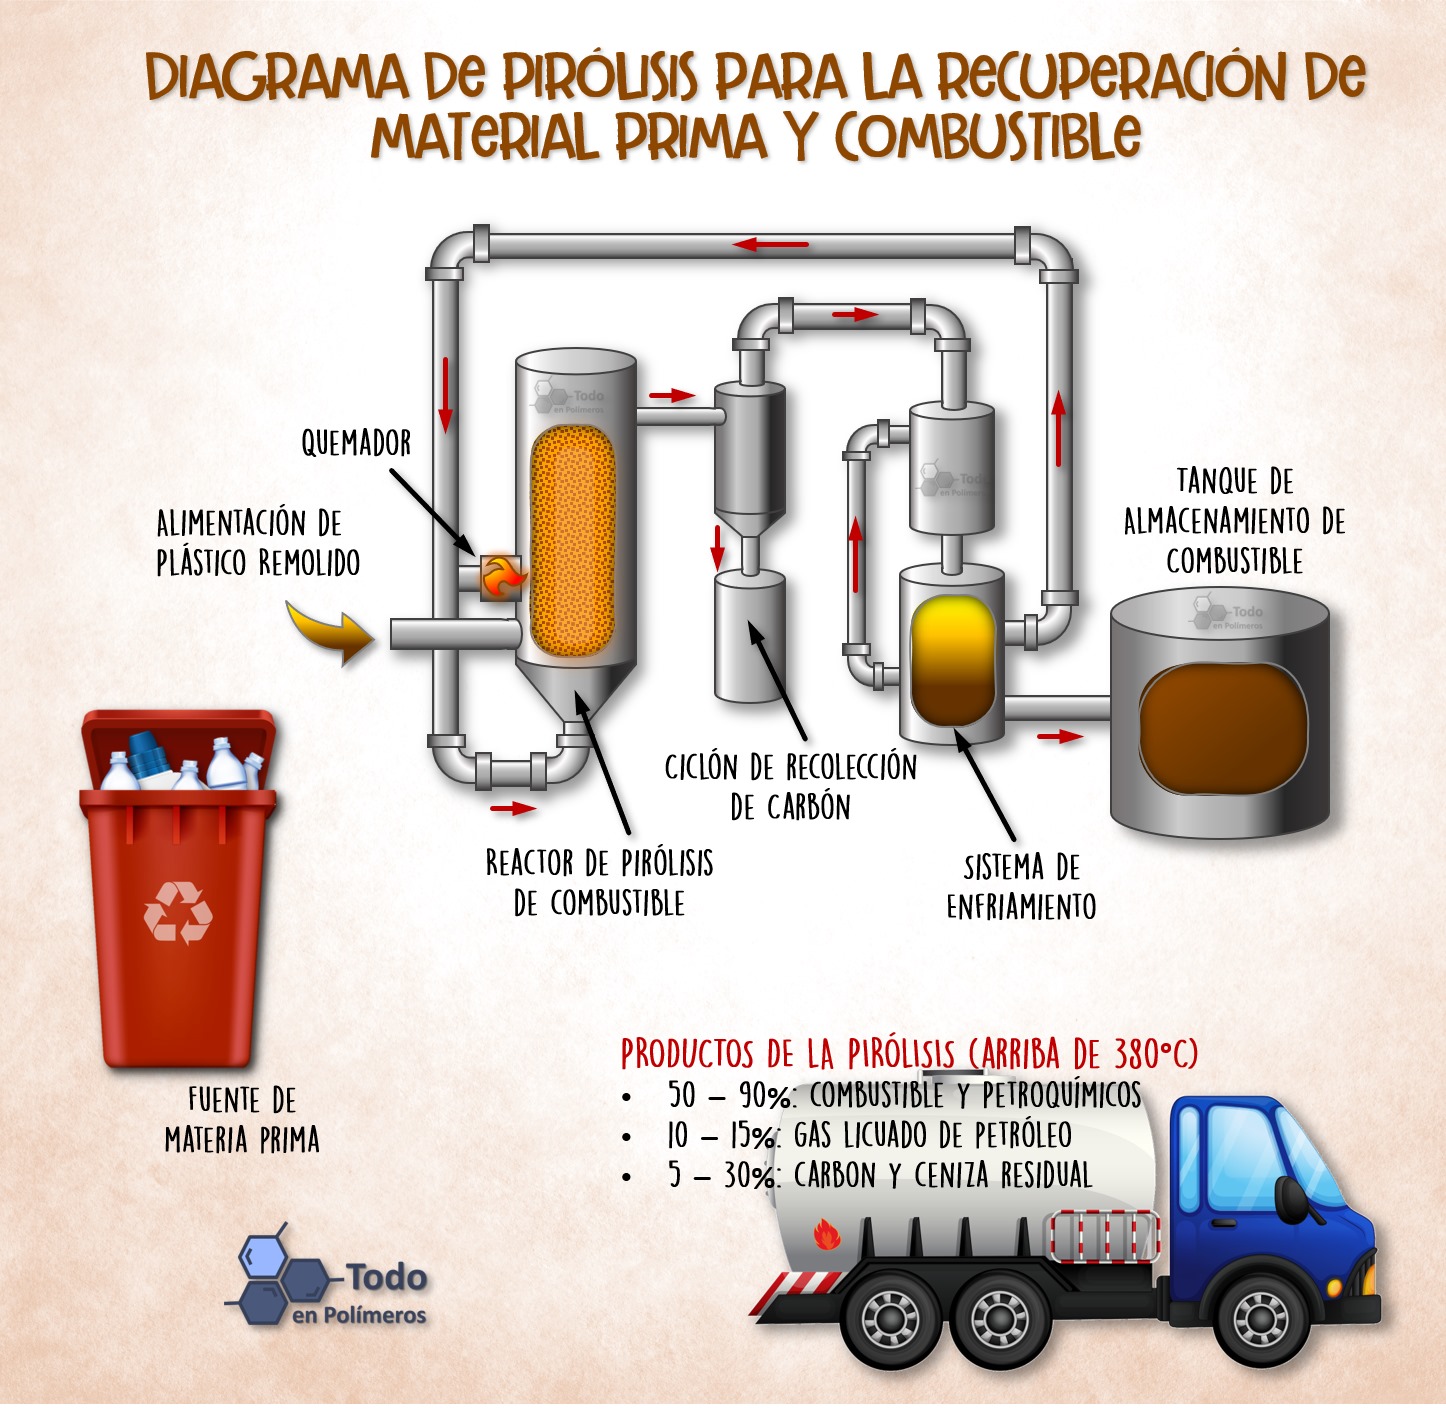 DIAGRAMA DE PIRÓLISIS PARA LA RECUPERACIÓN DE
MATERIAL PRIMA Y COMBUSTIBLE
Todo
en Polímeros
QUEMADOR
ALIMENTACIÓN DE
PLÁSTICO REMOLIDO
Todo
en Polímeros
TANQUE DE
ALMACENAMIENTO DE
COMBUSTIBLE
Todo
en Polímeros
CICLÓN DE RECOLECCIÓN
DE CARBÓN
REACTOR DE PIRÓLISIS
DE COMBUSTIBLE
SISTEMA DE
ENFRIAMIENTO
FUENTE DE
MATERIA PRIMA
PRODUCTOS DE LA PIRÓLISIS (ARRIBA DE 380°C)
• 50 – 90%: COMBUSTIBLE Y PETROQUÍMICOS
• 10 – 15%: GAS LICUADO DE PETRÓLEO
• 5 – 30%: CARBON Y CENIZA RESIDUAL
Todo
en Polímeros